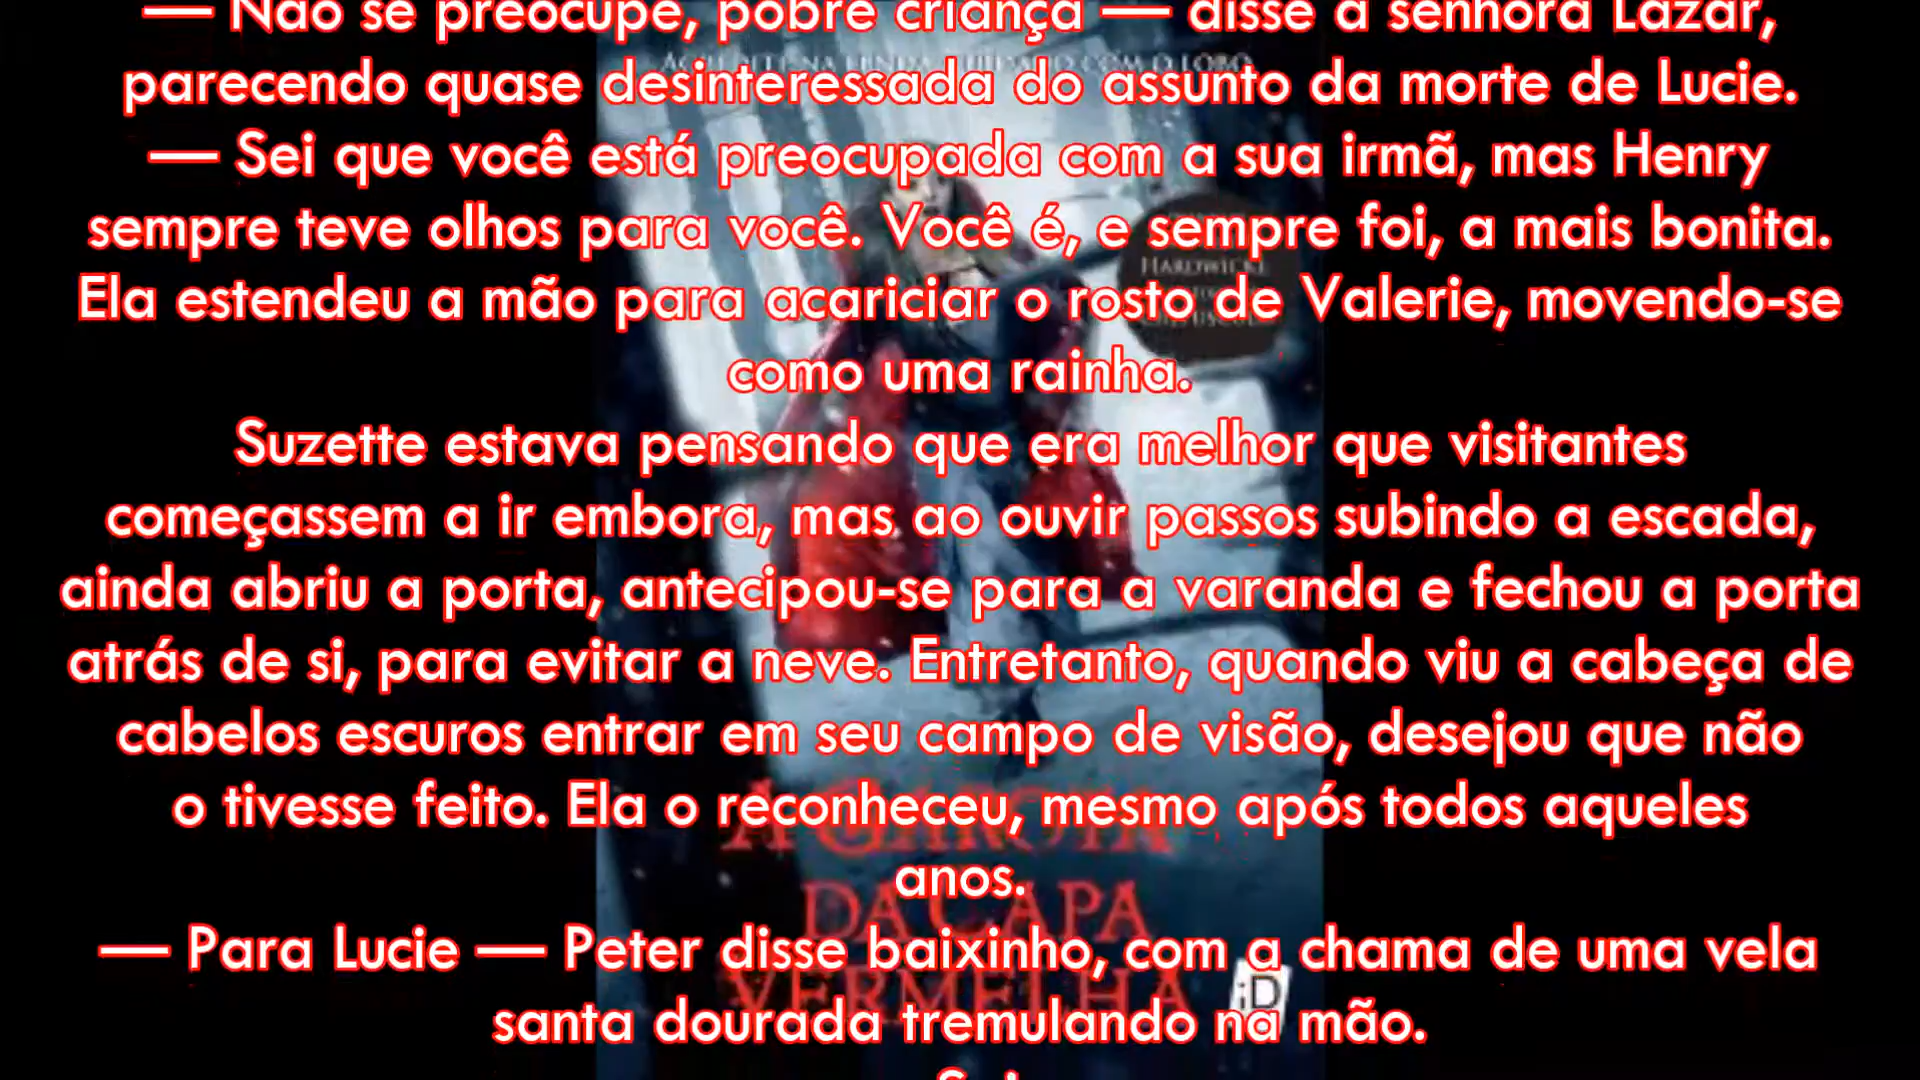 — Não se preocupe, pobre criança — disse a senhora Lazar,
parecendo quase desinteressada do assunto da morte de Lucie.
— Sei que você está preocupada com a sua irmã, mas Henry
sempre teve olhos para você. Você é, e sempre foi, a mais bonita.
HARDWICKE
Ela estendeu a mão para acariciar o rosto de Valerie, movendo-se
como uma rainha.
Suzette estava pensando que era melhor que visitantes
começassem a ir embora, mas ao ouvir passos subindo a escada,
ainda abriu a porta, antecipou-se para a varanda e fechou a porta
atrás de si, para evitar a neve. Entretanto, quando viu a cabeça de
cabelos escuros entrar em seu campo de visão, desejou que não
o tivesse feito. Ela o reconheceu, mesmo após todos aqueles
anos.
— Para Lucie — Peter disse baixinho, com a chama de uma vela
santa dourada tremulando na mão.
A GAROTA
DA CAPA
VERMELHA
iD